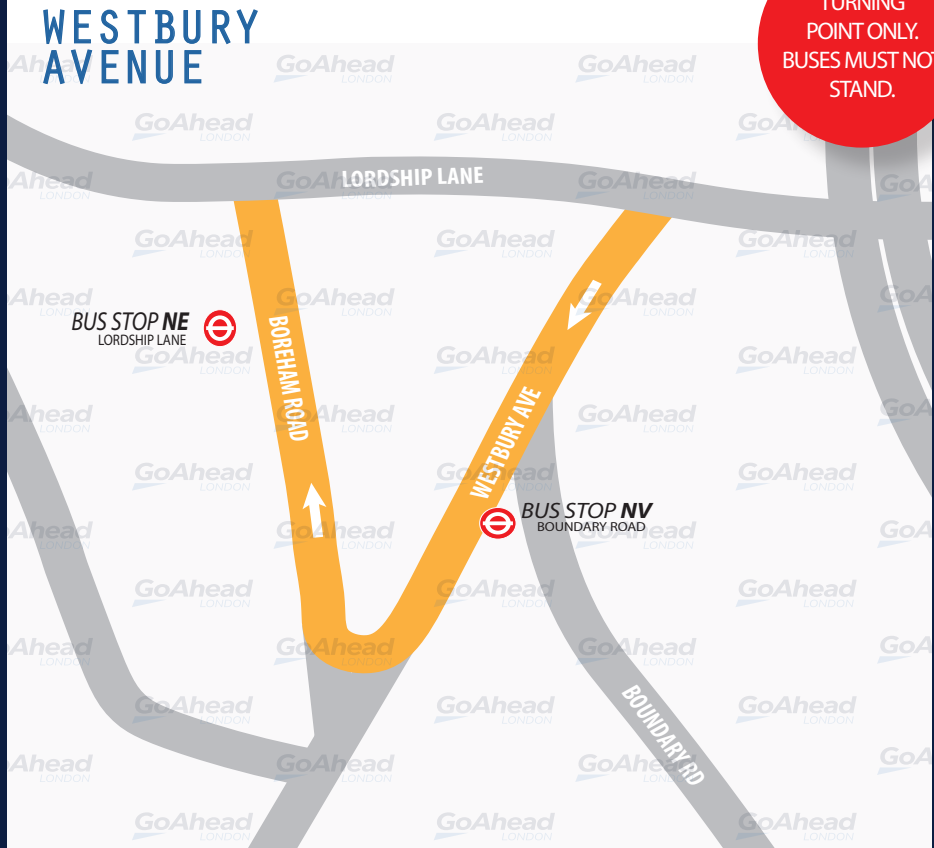 WESTBURY
AVENUE
TURNING
POINT ONLY.
BUSES MUST NOT
STAND.
LORDSHIP LANE
BUS STOP NE
LORDSHIP LANE
BOREHAM ROAD
WESTBURY AVE
BUS STOP NV
BOUNDARY ROAD
BOUNDARY RD
GoAhead
LONDON